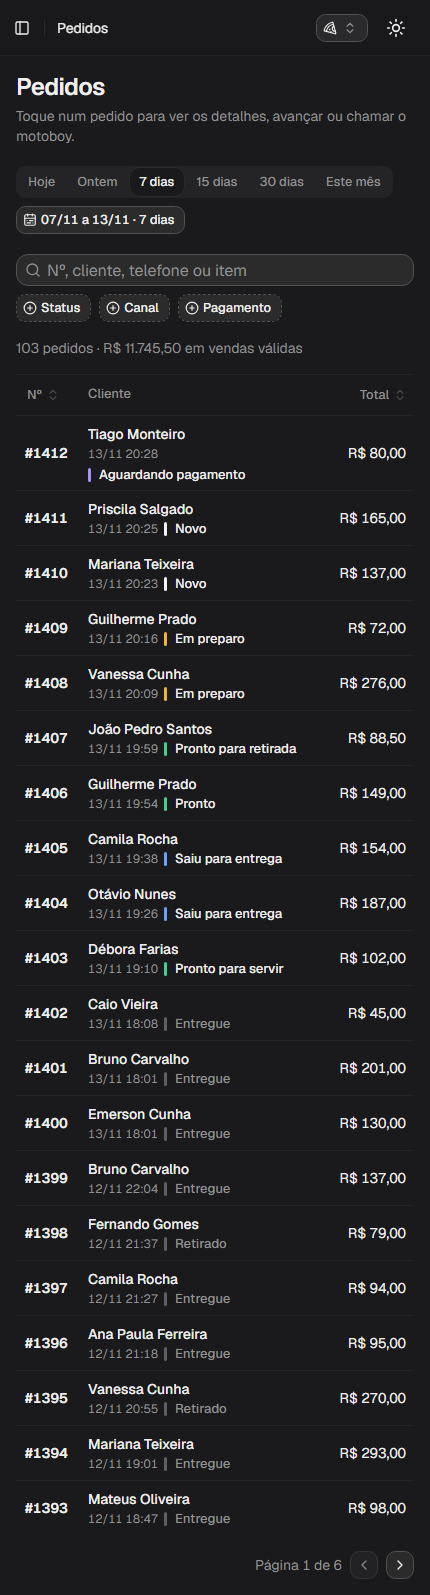 Pedidos
Pedidos
Toque num pedido para ver os detalhes, avançar ou chamar o
motoboy.
Hoje Ontem 7 dias 15 dias 30 dias Este mês
07/11 a 13/11 · 7 dias
Nº, cliente, telefone ou item
Status Canal Pagamento
103 pedidos · R$ 11.745,50 em vendas válidas
Nº Cliente Total
Tiago Monteiro
#1412 13/11 20:28 R$ 80,00
Aguardando pagamento
Priscila Salgado
#1411 13/11 20:25 Novo R$ 165,00
Mariana Teixeira
#1410 13/11 20:23 Novo R$ 137,00
Guilherme Prado
#1409 13/11 20:16 Em preparo R$ 72,00
Vanessa Cunha
#1408 13/11 20:09 Em preparo R$ 276,00
João Pedro Santos
#1407 13/11 19:59 Pronto para retirada R$ 88,50
Guilherme Prado
#1406 13/11 19:54 Pronto R$ 149,00
Camila Rocha
#1405 13/11 19:38 Saiu para entrega R$ 154,00
Otávio Nunes
#1404 13/11 19:26 Saiu para entrega R$ 187,00
Débora Farias
#1403 13/11 19:10 Pronto para servir R$ 102,00
Caio Vieira
#1402 13/11 18:08 Entregue R$ 45,00
Bruno Carvalho
#1401 13/11 18:01 Entregue R$ 201,00
Emerson Cunha
#1400 13/11 18:01 Entregue R$ 130,00
Bruno Carvalho
#1399 12/11 22:04 Entregue R$ 137,00
Fernando Gomes
#1398 12/11 21:37 Retirado R$ 79,00
Camila Rocha
#1397 12/11 21:27 Entregue R$ 94,00
Ana Paula Ferreira
#1396 12/11 21:18 Entregue R$ 95,00
Vanessa Cunha
#1395 12/11 20:55 Retirado R$ 270,00
Mariana Teixeira
#1394 12/11 19:01 Entregue R$ 293,00
Mateus Oliveira
#1393 12/11 18:47 Entregue R$ 98,00
Página 1 de 6